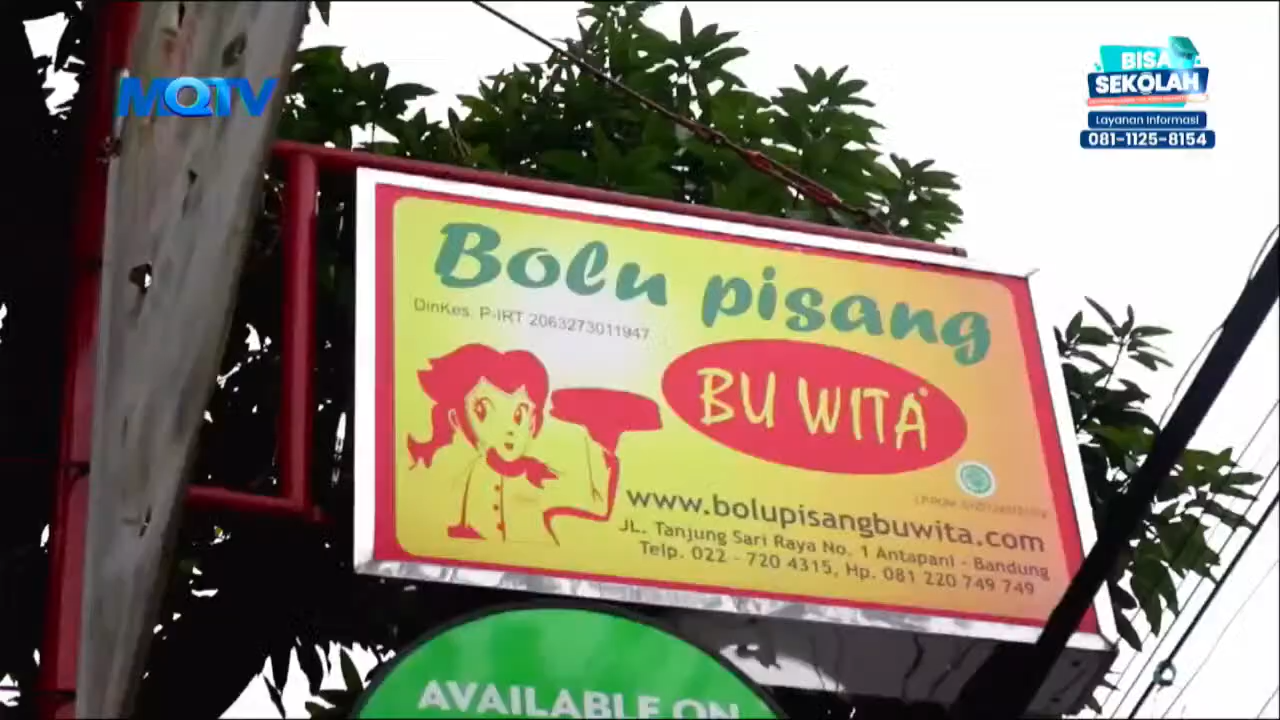 MQTV
BISA
SEKOLAH
Layanan Informasi
081-1125-8154
Bolu pisang
DinKes. P-IRT 2063273011947
BU WITA
www.bolupisangbuwita.com
JL. Tanjung Sari Raya No. 1 Antapani - Bandung
Telp. 022 - 720 4315, Hp. 081 220 749 749
AVAILABLE ON